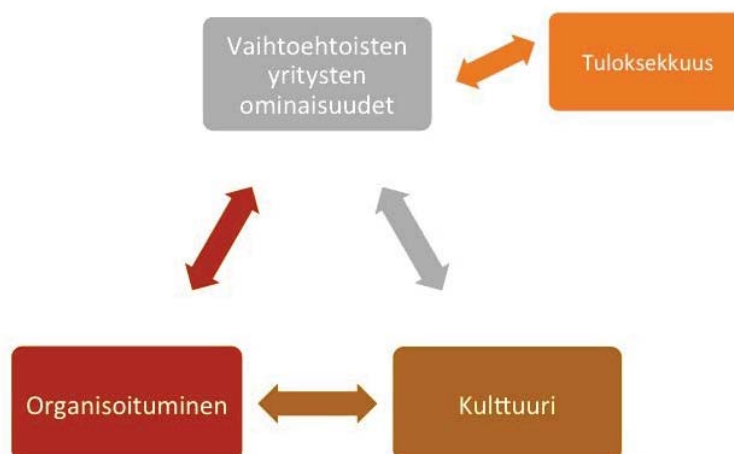 Vaihtoehtoisten
yritysten
ominaisuudet
Tuloksekkuus
Organisoituminen
Kulttuuri